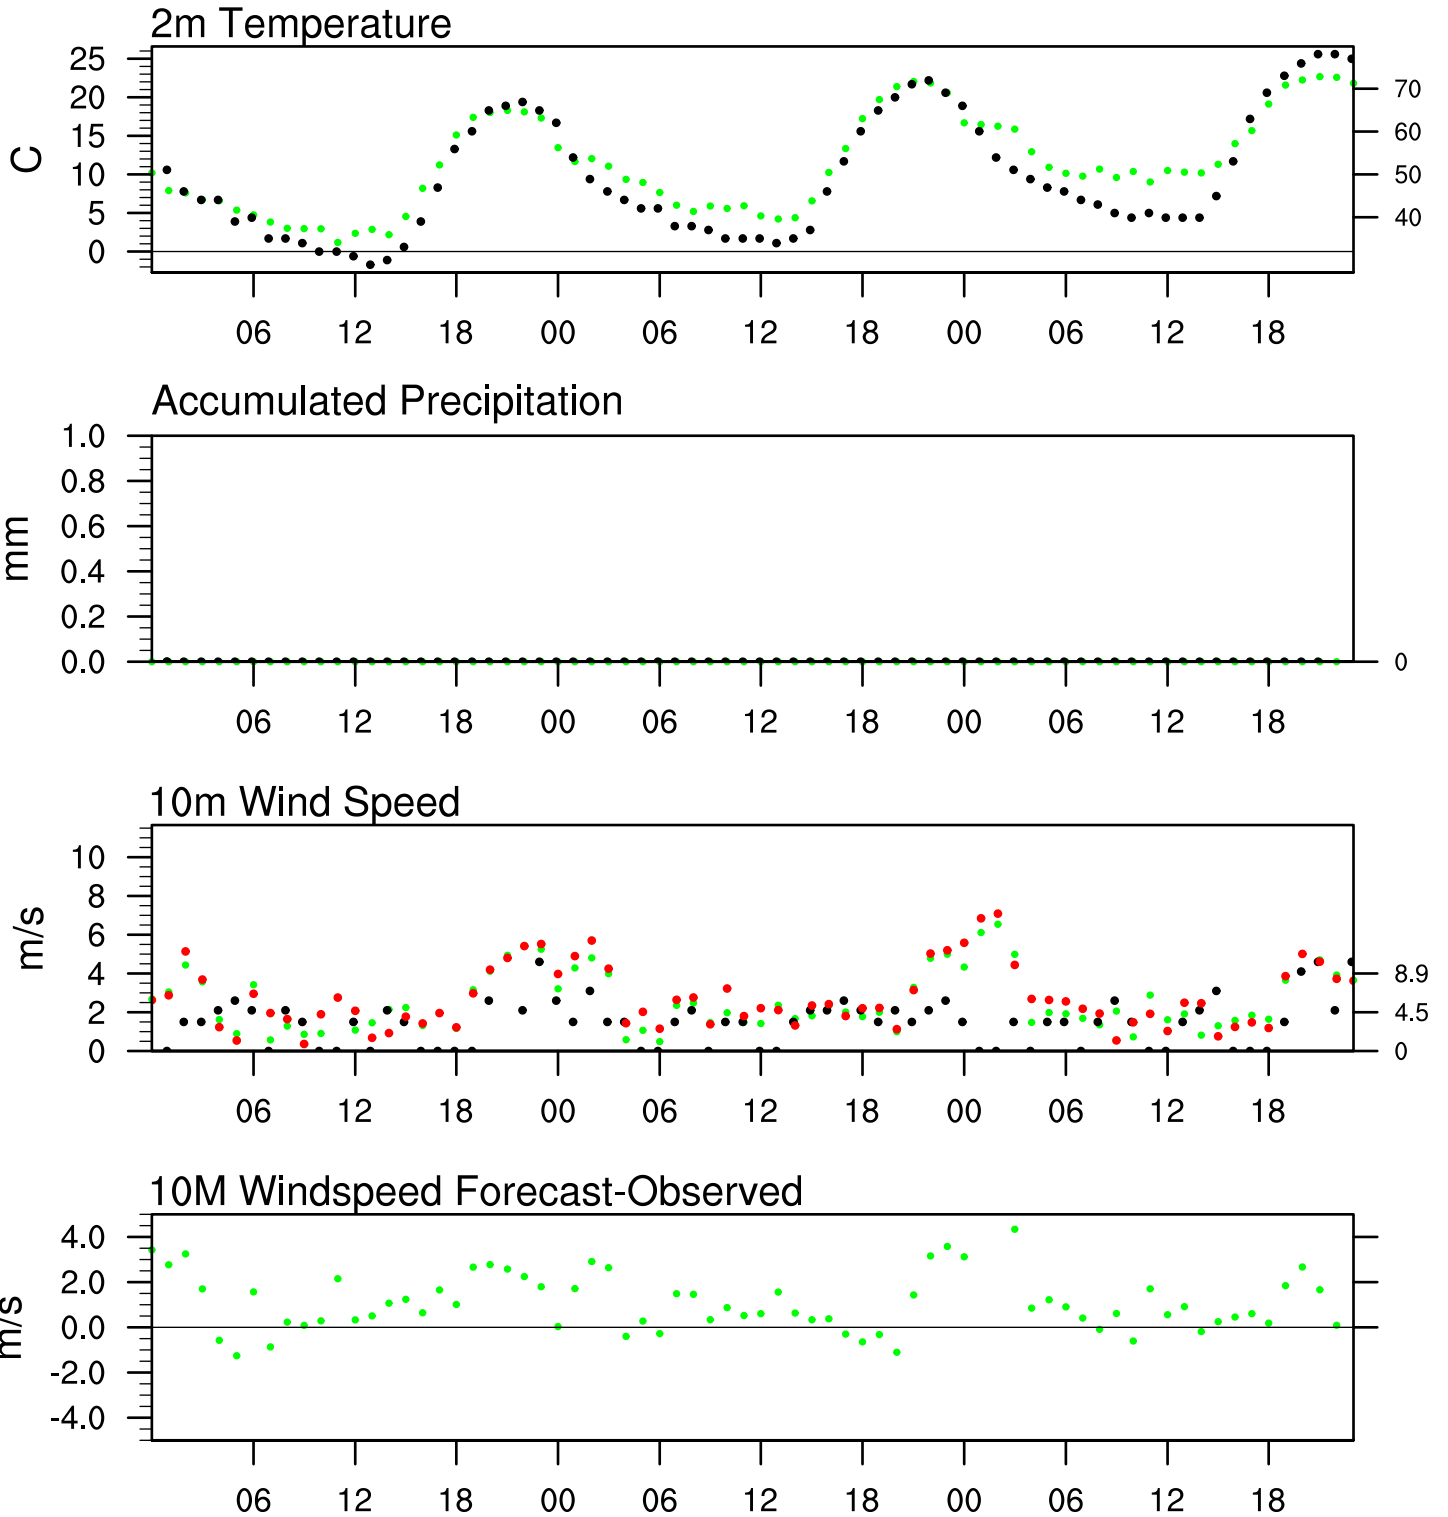 2m Temperature
25
20
15
10
5
0
C
70
60
50
40
06 12 18 00 06 12 18 00 06 12 18
Accumulated Precipitation
1.0
0.8
0.6
0.4
0.2
0.0
mm
0
06 12 18 00 06 12 18 00 06 12 18
10m Wind Speed
10
8
6
4
2
0
m/s
8.9
4.5
0
06 12 18 00 06 12 18 00 06 12 18
10M Windspeed Forecast-Observed
4.0
2.0
0.0
-2.0
-4.0
m/s
06 12 18 00 06 12 18 00 06 12 18